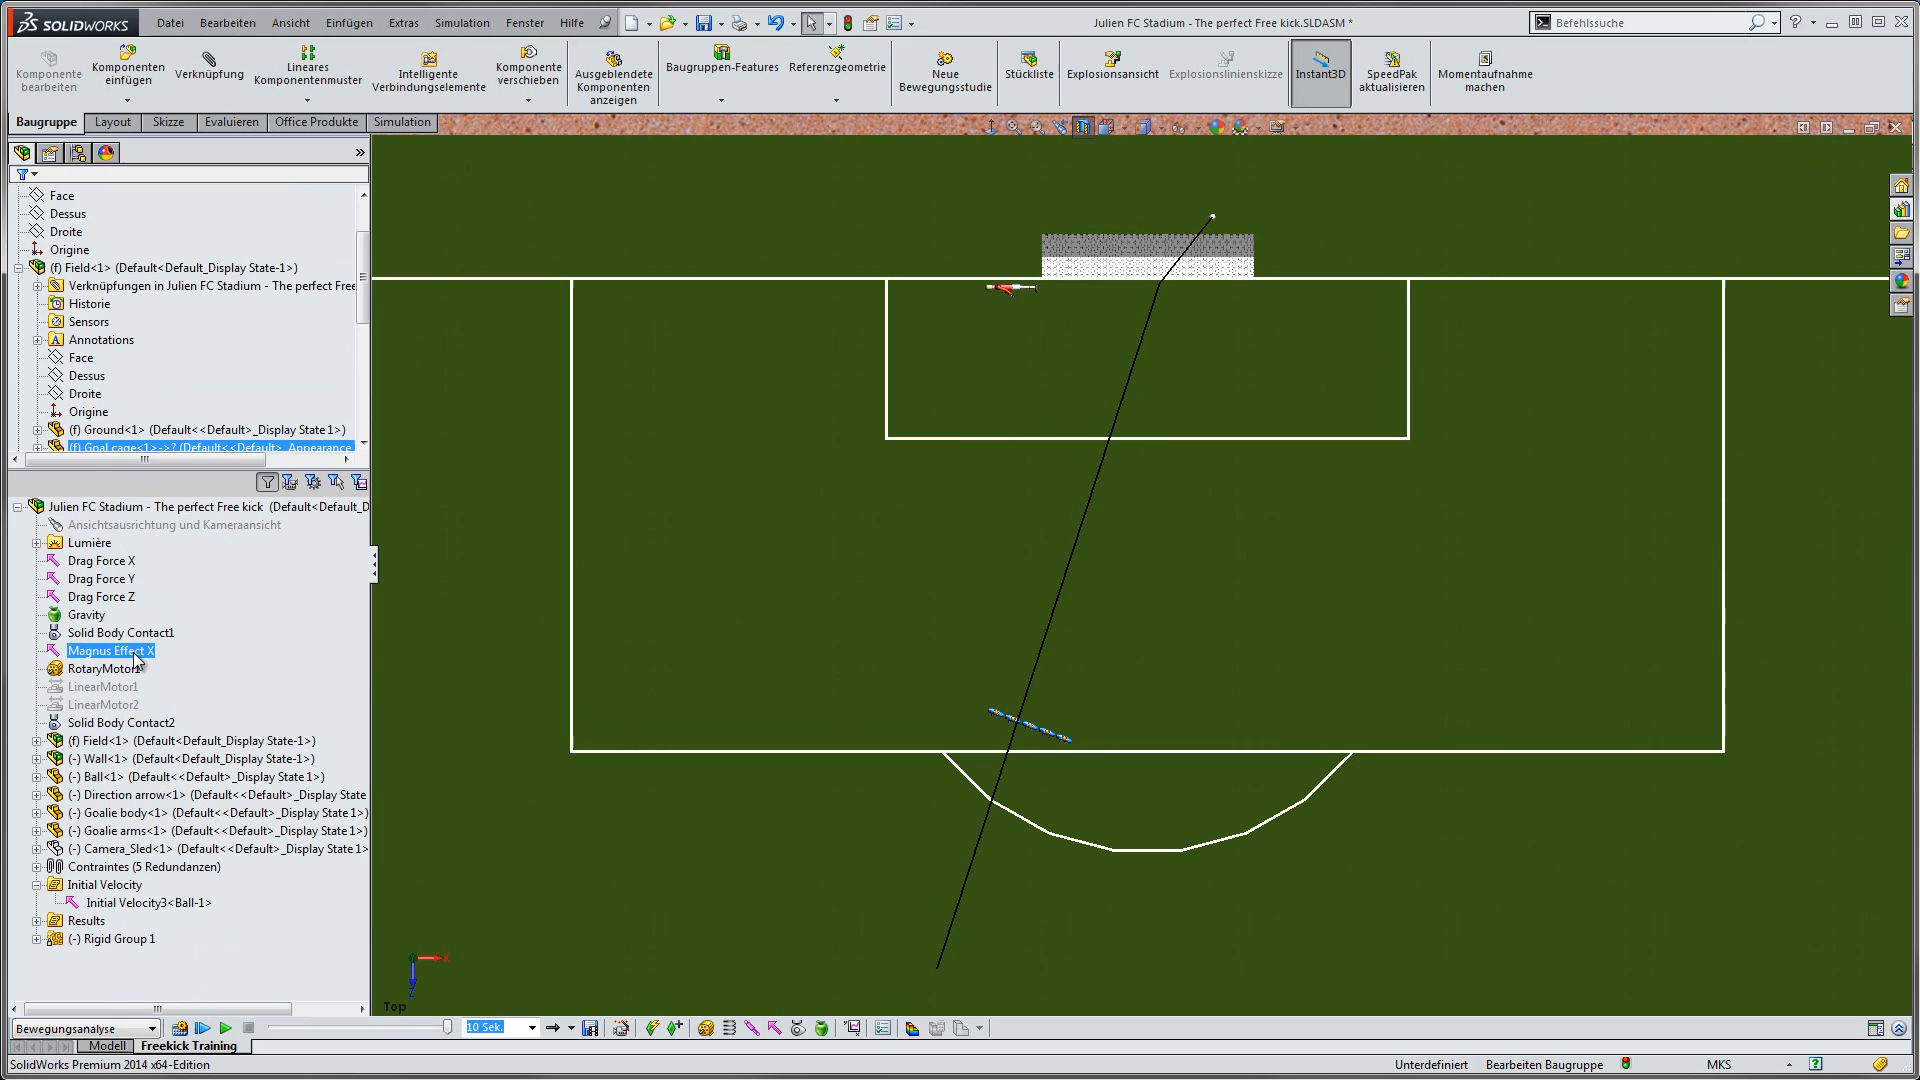 SOLIDWORKS
Datei
Bearbeiten
Ansicht
Einfügen
Extras
Simulation
Fenster
Hilfe
Julien FC Stadium - The perfect Free kick.SLDASM *
Befehlssuche
Komponente bearbeiten
Komponenten einfügen
Verknüpfung
Lineares Komponentenmuster
Intelligente Verbindungselemente
Komponente verschieben
Ausgeblendete Komponenten anzeigen
Baugruppen-Features
Referenzgeometrie
Neue Bewegungsstudie
Stückliste
Explosionsansicht
Explosionslinienskizze
Instant3D
SpeedPak aktualisieren
Momentaufnahme machen
Baugruppe
Layout
Skizze
Evaluieren
Office Produkte
Simulation
Face
Dessus
Droite
Origine
(f) Field<1> (Default<Default_Display State-1>)
Verknüpfungen in Julien FC Stadium - The perfect Free
Historie
Sensors
Annotations
Face
Dessus
Droite
Origine
(f) Ground<1> (Default<<Default>_Display State 1>)
(f) Goal cage<1>->? (Default<<Default>_Appearance
Julien FC Stadium - The perfect Free kick (Default<Default_D
Ansichtsausrichtung und Kameraansicht
Lumière
Drag Force X
Drag Force Y
Drag Force Z
Gravity
Solid Body Contact1
Magnus Effect X
RotaryMotor1
LinearMotor1
LinearMotor2
Solid Body Contact2
(f) Field<1> (Default<Default_Display State-1>)
(-) Wall<1> (Default<Default_Display State-1>)
(-) Ball<1> (Default<<Default>_Display State 1>)
(-) Direction arrow<1> (Default<<Default>_Display State
(-) Goalie body<1> (Default<<Default>_Display State 1>)
(-) Goalie arms<1> (Default<<Default>_Display State 1>)
(-) Camera_Sled<1> (Default<<Default>_Display State 1>
Contraintes (5 Redundanzen)
Initial Velocity
Initial Velocity3<Ball-1>
Results
(-) Rigid Group 1
X
Z
Top
Bewegungsanalyse
10 Sek.
Modell
Freekick Training
SolidWorks Premium 2014 x64-Edition
Unterdefiniert
Bearbeiten Baugruppe
MKS